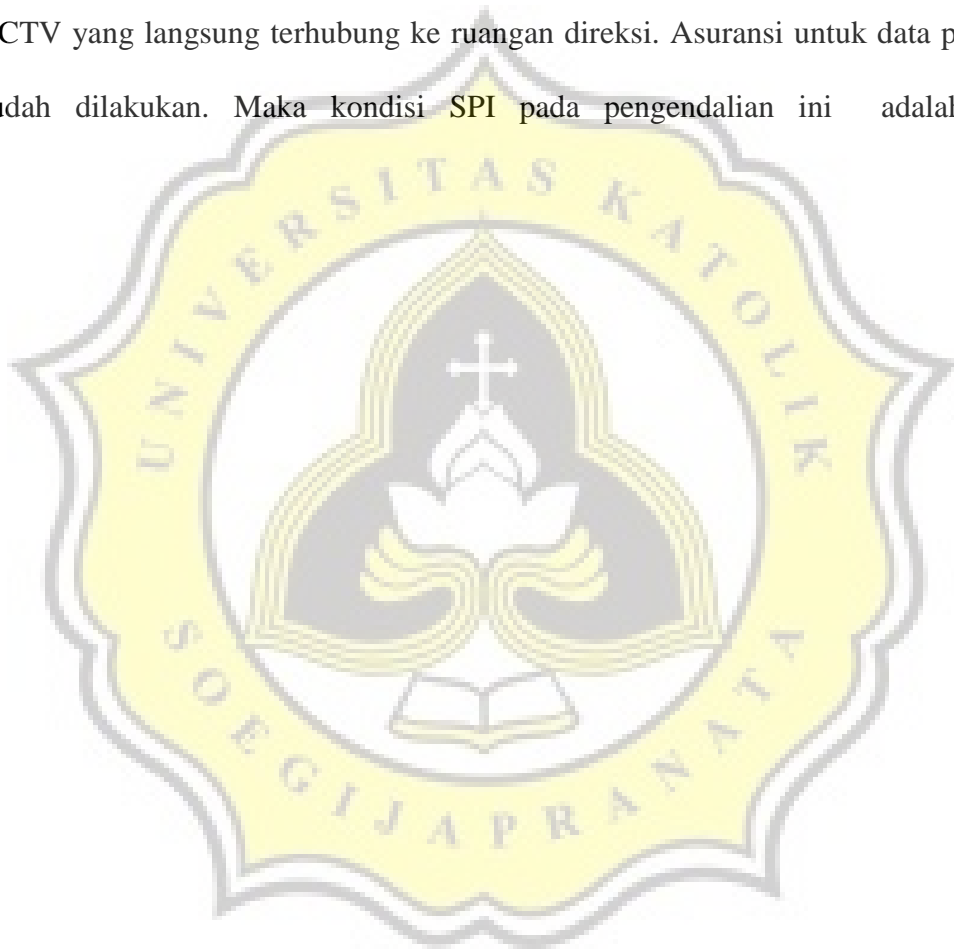 CTV yang langsung terhubung ke ruangan direksi. Asuransi untuk data p
udah dilakukan. Maka kondisi SPI pada pengendalian ini adalah
UNIVERSITAS KATOLIK
SOEGIJAPRANATA